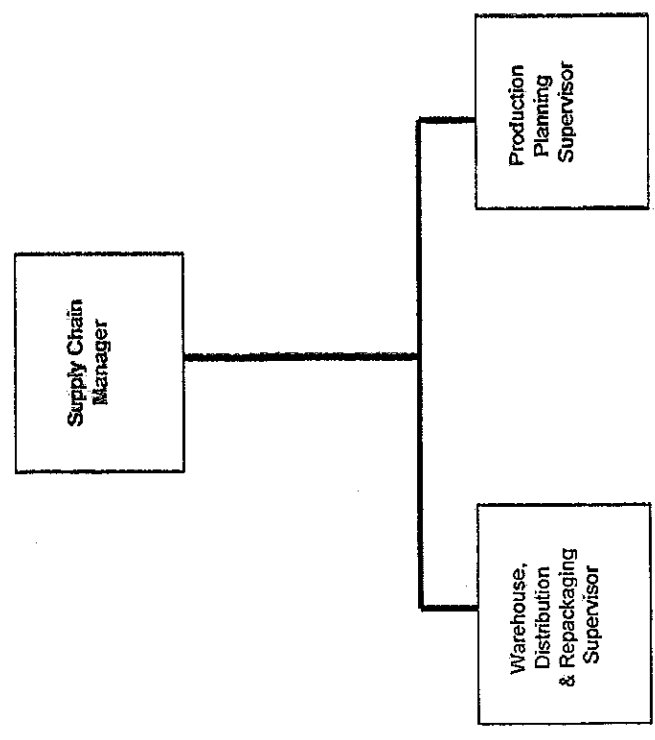 Supply Chain
Manager
Warehouse,
Distribution
& Repackaging
Supervisor
Production
Planning
Supervisor